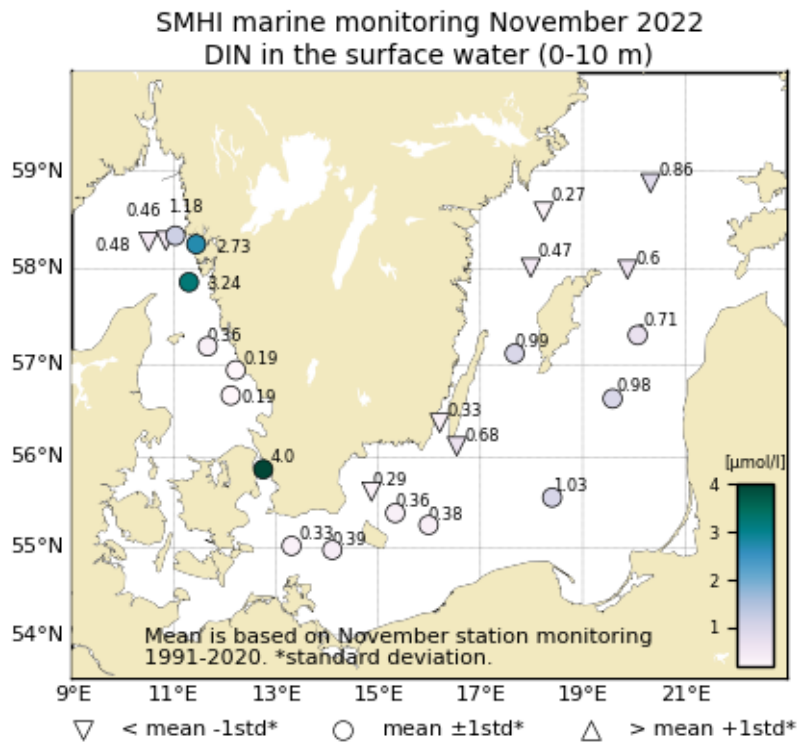 SMHI marine monitoring November 2022
DIN in the surface water (0-10 m)
59°N
58°N
57°N
56°N
55°N
54°N
0.86
0.27
0.46 1.18
0.48
2.73
0.47
0.6
3.24
0.71
0.36
0.99
0.19
0.19
0.98
0.33
0.68
4.0
0.29
1.03
0.36
0.38
0.33
0.39
[µmol/l]
4
3
2
1
Mean is based on November station monitoring
1991-2020. *standard deviation.
9°E 11°E 13°E 15°E 17°E 19°E 21°E
< mean -1std* mean ±1std* > mean +1std*